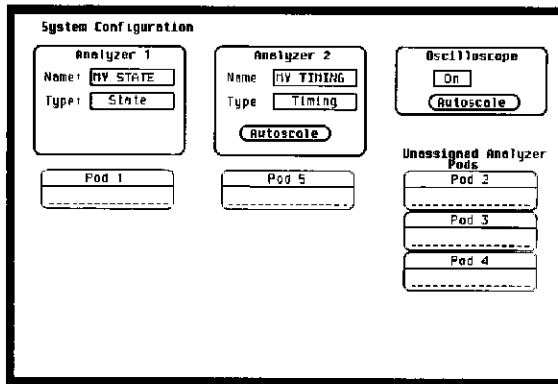 System Configuration
Analyzer 1
Name: MY STATE
Type: State
Analyzer 2
Name MY TIMING
Type Timing
Autoscale
Oscilloscope
On
Autoscale
Pod 1
Pod 5
Unassigned Analyzer
Pods
Pod 2
Pod 3
Pod 4